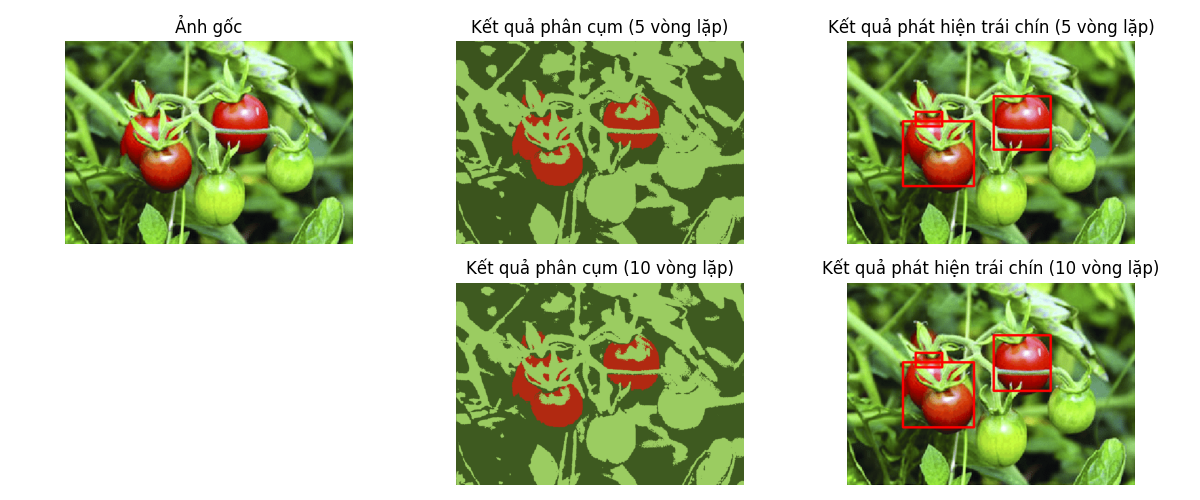 Ảnh gốc
Kết quả phân cụm (5 vòng lặp)
Kết quả phát hiện trái chín (5 vòng lặp)
Kết quả phân cụm (10 vòng lặp)
Kết quả phát hiện trái chín (10 vòng lặp)